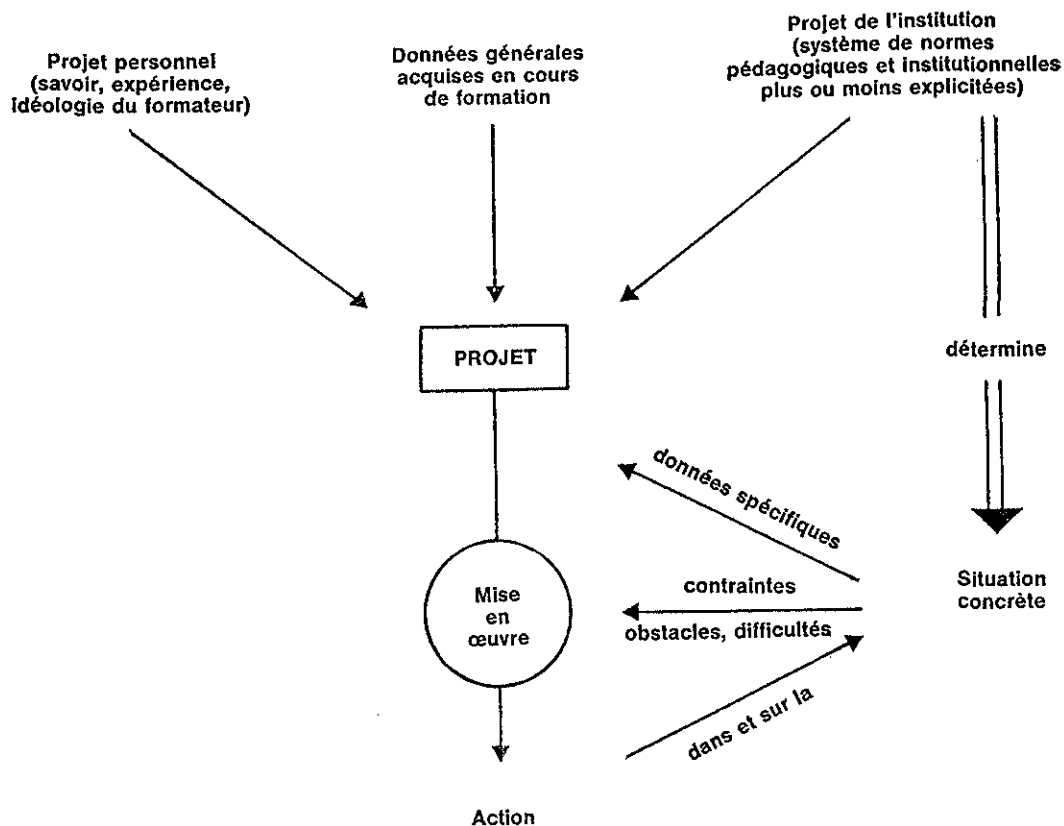 Projet personnel
(savoir, expérience,
idéologie du formateur)
Données générales
acquises en cours
de formation
Projet de l'institution
(système de normes
pédagogiques et institutionnelles
plus ou moins explicitées)
PROJET
détermine
données spécifiques
Mise
en
œuvre
contraintes
obstacles, difficultés
Situation
concrète
dans et sur la
Action